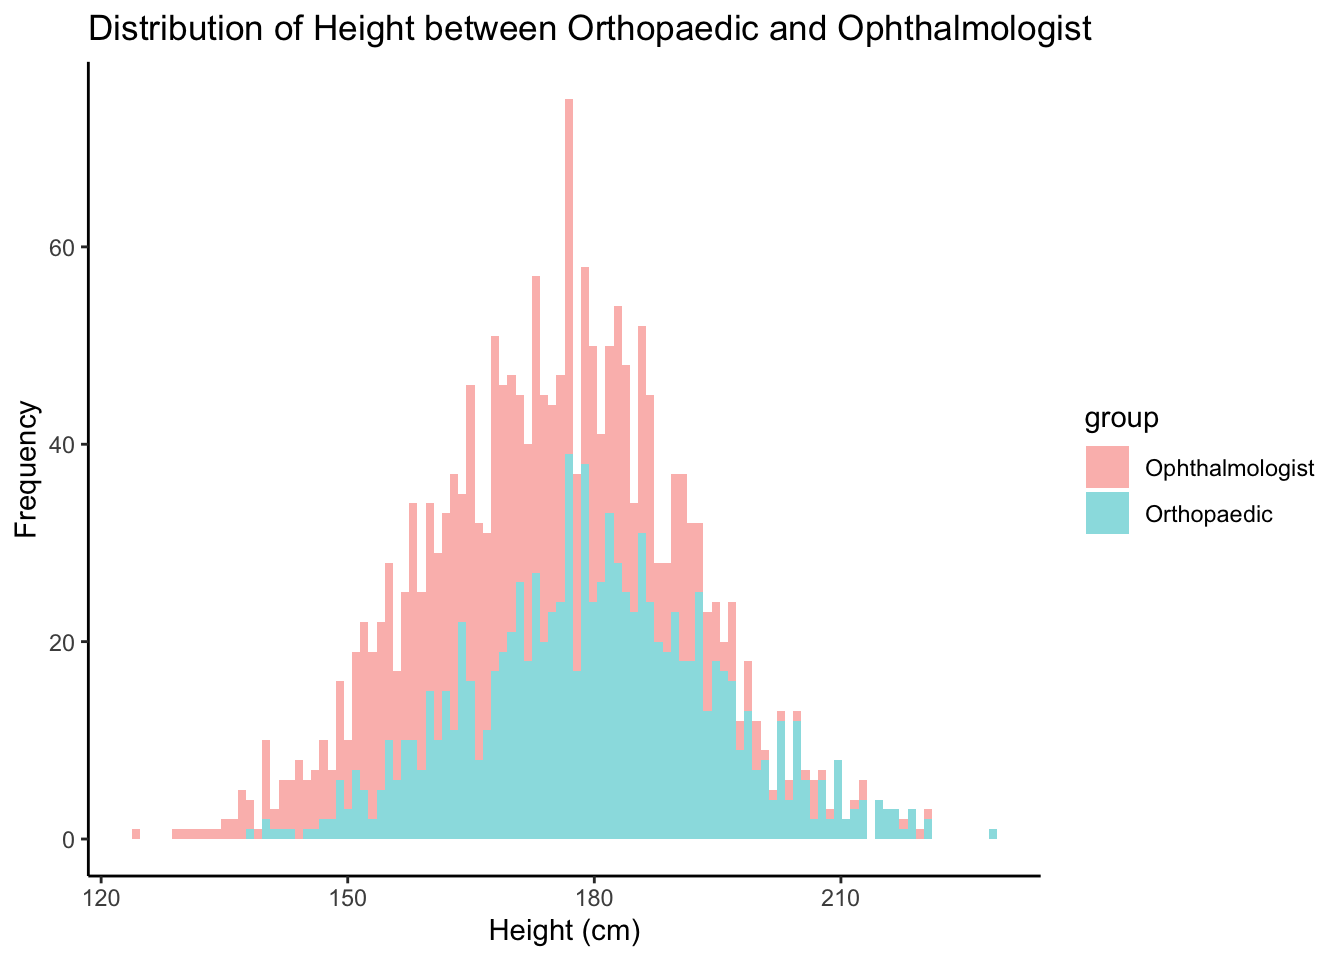 Distribution of Height between Orthopaedic and Ophthalmologist
60
40
20
0
Frequency
120
150
180
210
Height (cm)
group
Ophthalmologist
Orthopaedic